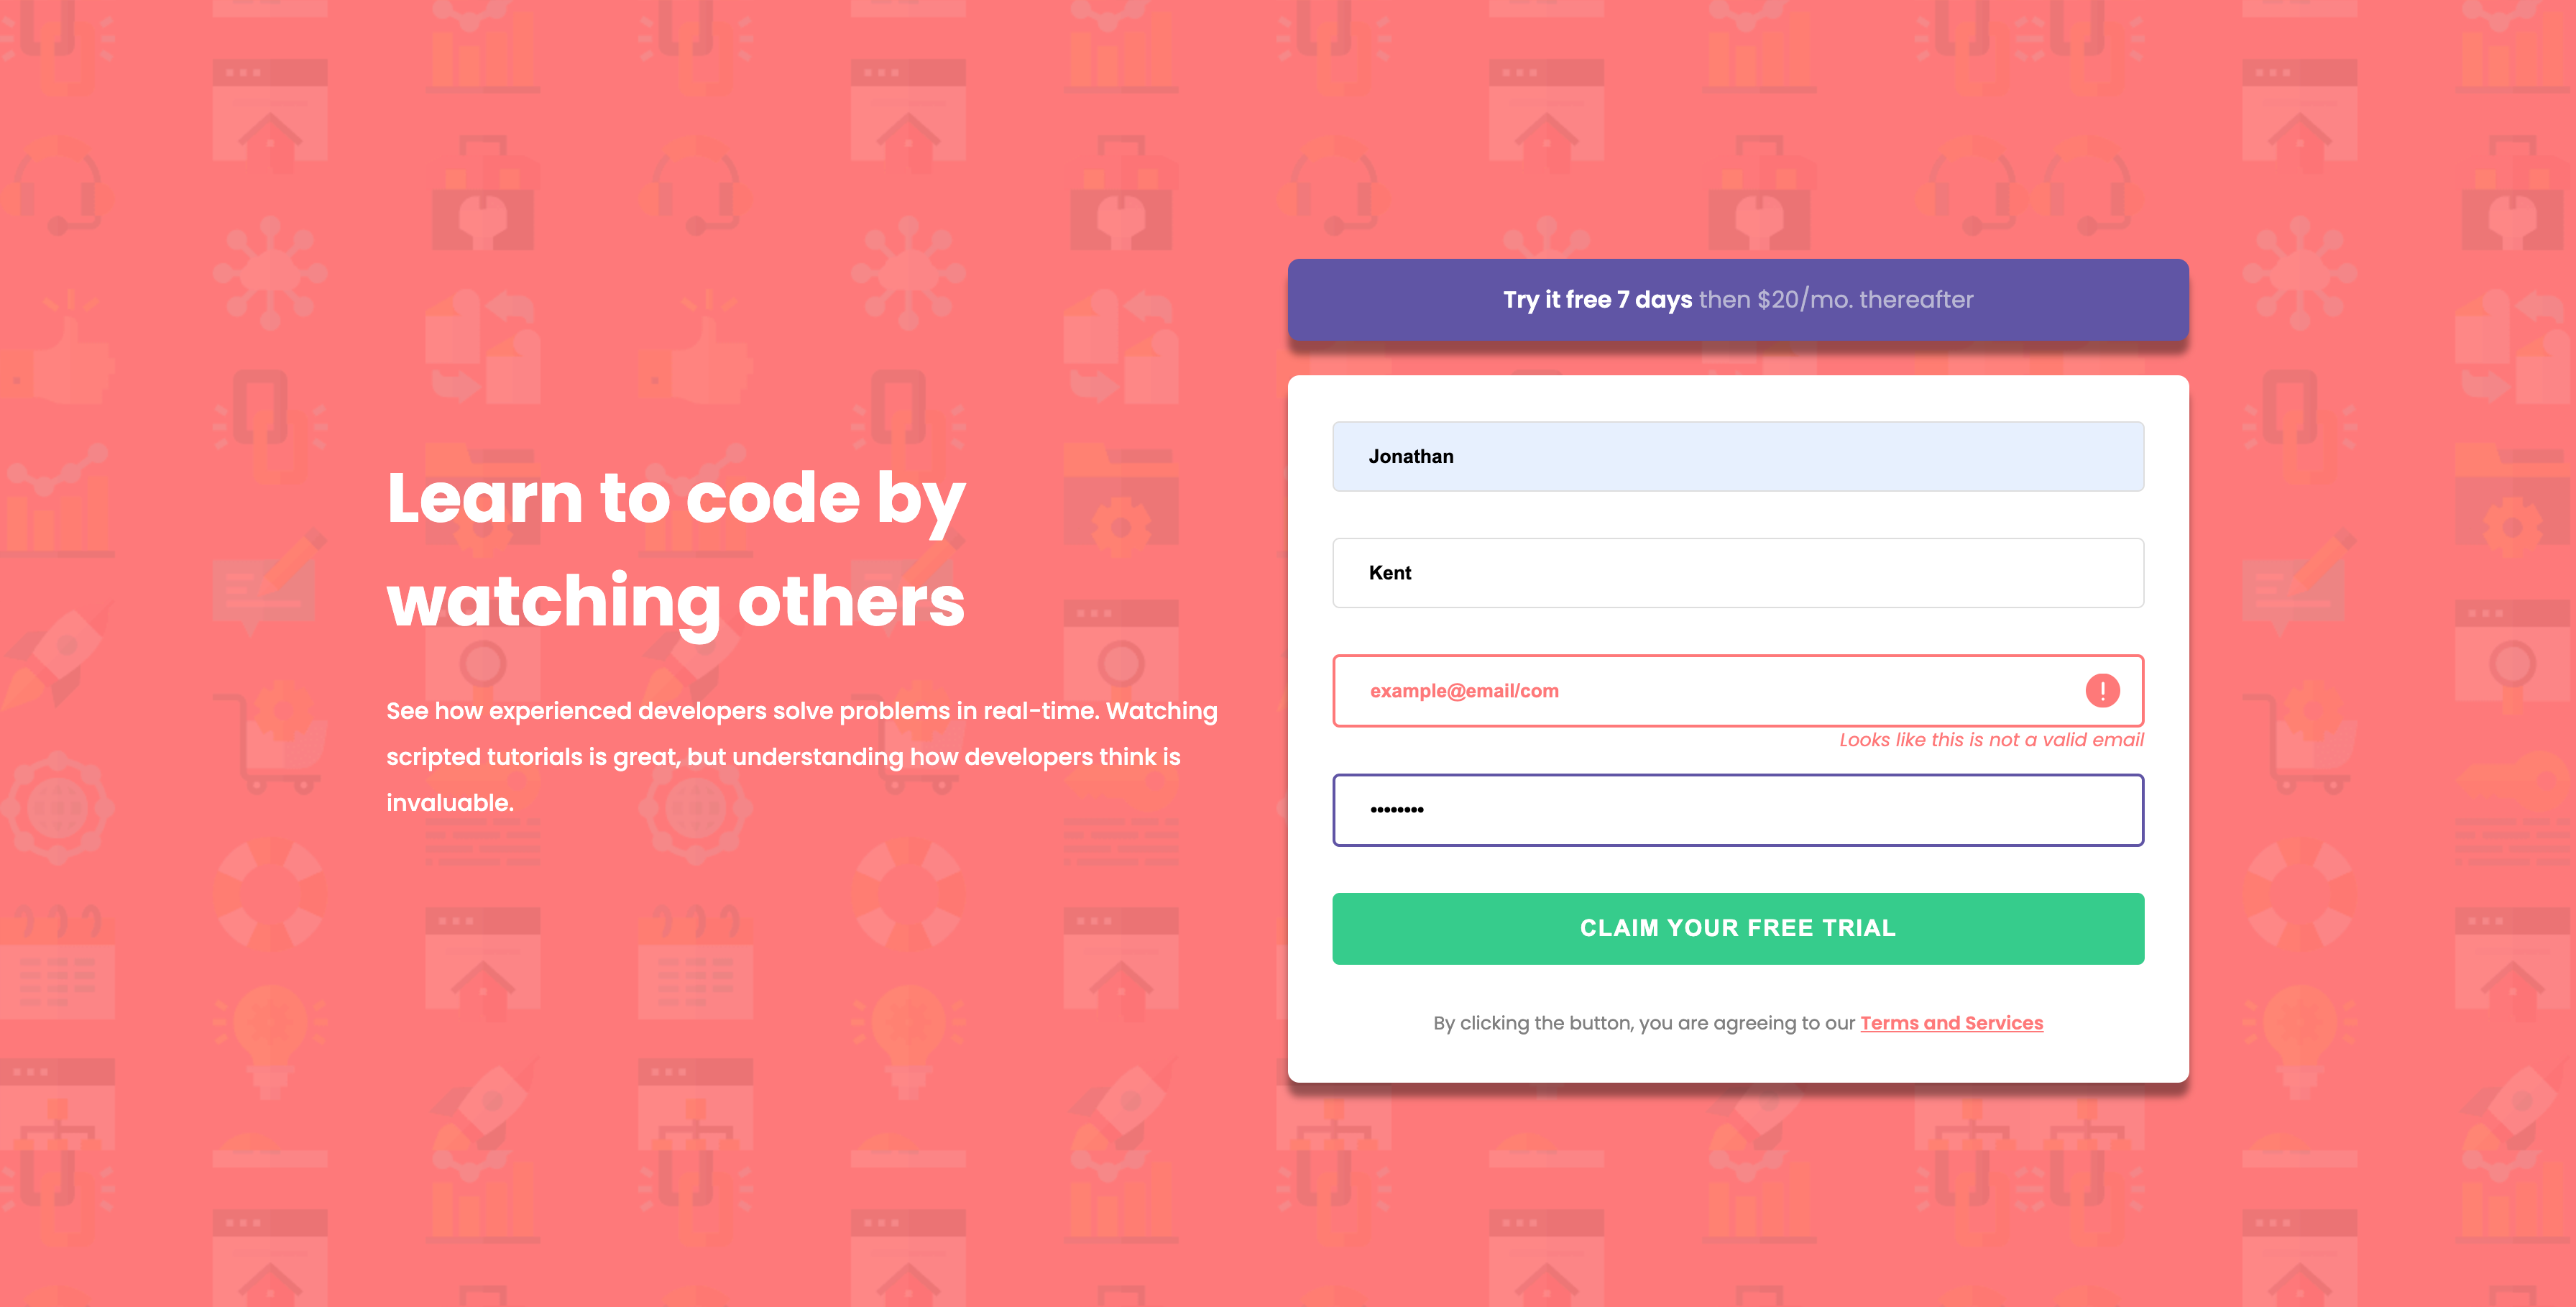 Learn to code by
watching others
See how experienced developers solve problems in real-time. Watching
scripted tutorials is great, but understanding how developers think is
invaluable.
Try it free 7 days then $20/mo. thereafter
Jonathan
Kent
example@email/com
Looks like this is not a valid email
••••••••
CLAIM YOUR FREE TRIAL
By clicking the button, you are agreeing to our Terms and Services